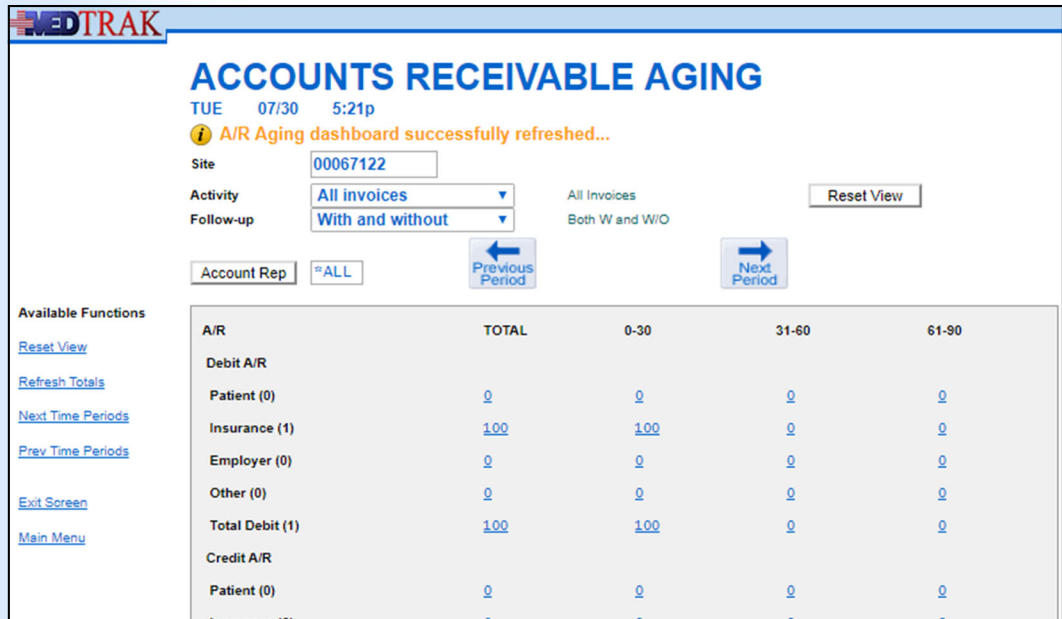 MEDTRAK
ACCOUNTS RECEIVABLE AGING
TUE 07/30 5:21p
i A/R Aging dashboard successfully refreshed...
Site 00067122
Activity All invoices ▼ All Invoices Reset View
Follow-up With and without ▼ Both W and W/O
Account Rep *ALL Previous Period Next Period
Available Functions
Reset View
Refresh Totals
Next Time Periods
Prev Time Periods
Exit Screen
Main Menu
A/R TOTAL 0-30 31-60 61-90
Debit A/R
Patient (0) 0 0 0 0
Insurance (1) 100 100 0 0
Employer (0) 0 0 0 0
Other (0) 0 0 0 0
Total Debit (1) 100 100 0 0
Credit A/R
Patient (0) 0 0 0 0